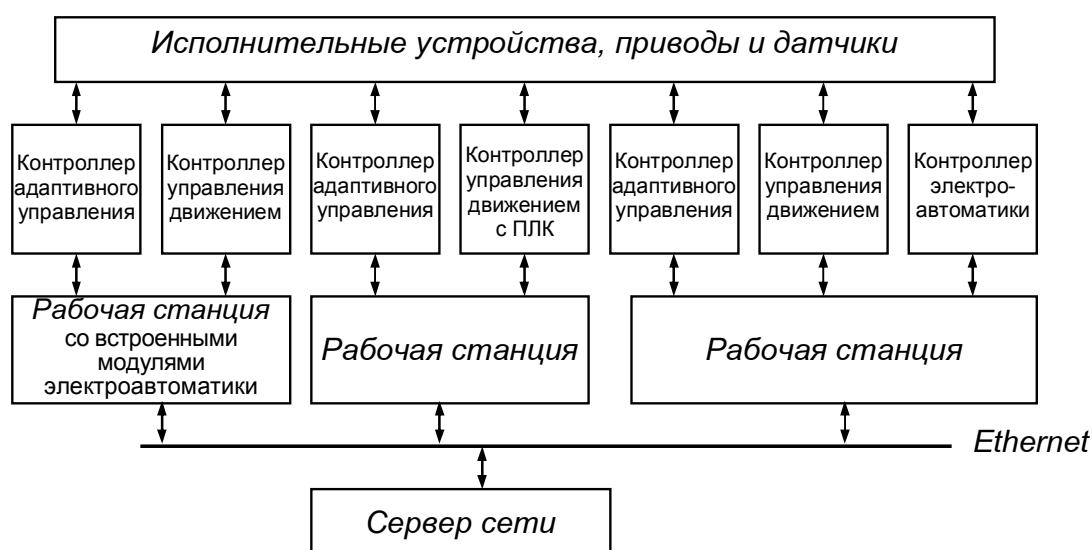 Исполнительные устройства, приводы и датчики
Контроллер
адаптивного
управления
Контроллер
управления
движением
Контроллер
адаптивного
управления
Контроллер
управления
движением
с ПЛК
Контроллер
адаптивного
управления
Контроллер
управления
движением
Контроллер
электро-
автоматики
Рабочая станция
со встроенными
модулями
электроавтоматики
Рабочая станция
Рабочая станция
Ethernet
Сервер сети